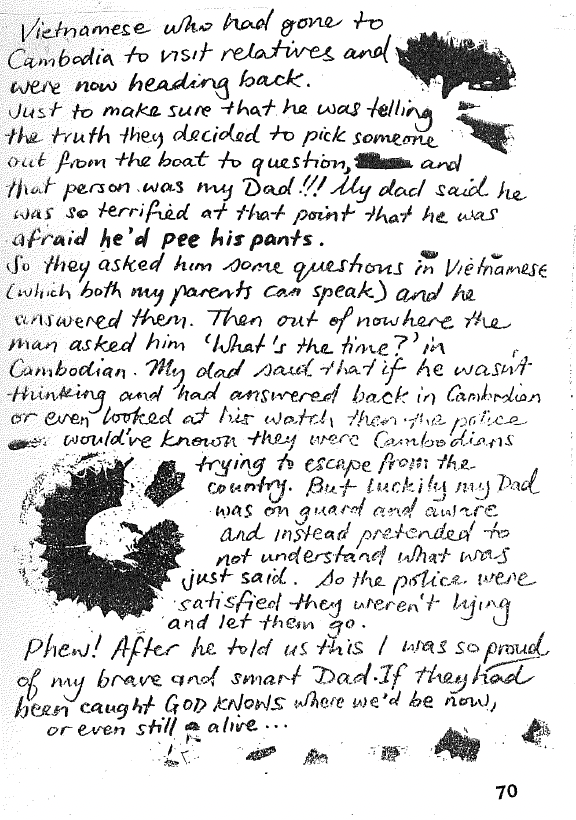 Vietnamese who had gone to
Cambodia to visit relatives and
were now heading back.
Just to make sure that he was telling
the truth they decided to pick someone
out from the boat to question, and
that person was my Dad!!! My dad said he
was so terrified at that point that he was
afraid he'd pee his pants.
So they asked him some questions in Vietnamese
(which both my parents can speak) and he
answered them. Then out of nowhere the
man asked him 'What's the time?' in
Cambodian. My dad said that if he wasn't
thinking and had answered back in Cambodian
or even looked at his watch then the police
would've known they were Cambodians
trying to escape from the
country. But luckily my Dad
was on guard and aware
and instead pretended to
not understand what was
just said. So the police were
satisfied they weren't lying
and let them go.
Phew! After he told us this I was so proud
of my brave and smart Dad. If they had
been caught GOD KNOWS where we'd be now,
or even still alive...
70